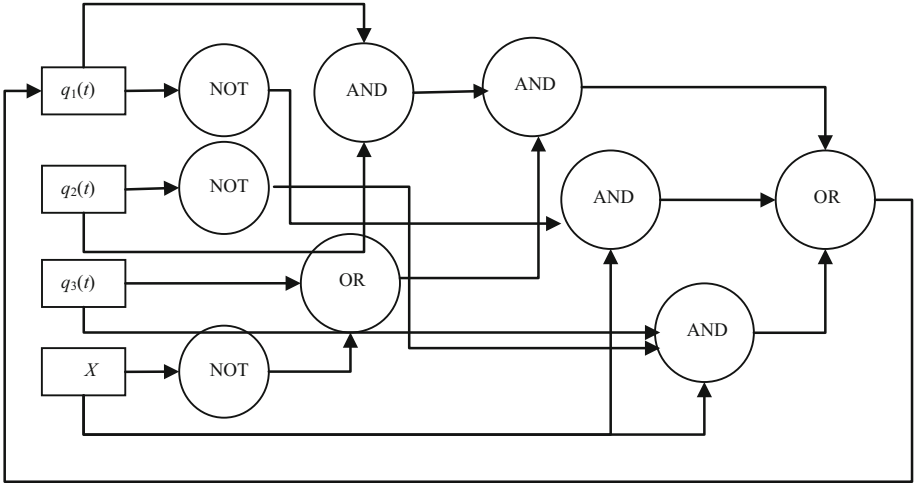 q₁(t)
NOT
AND
AND
q₂(t)
NOT
AND
OR
q₃(t)
OR
AND
X
NOT